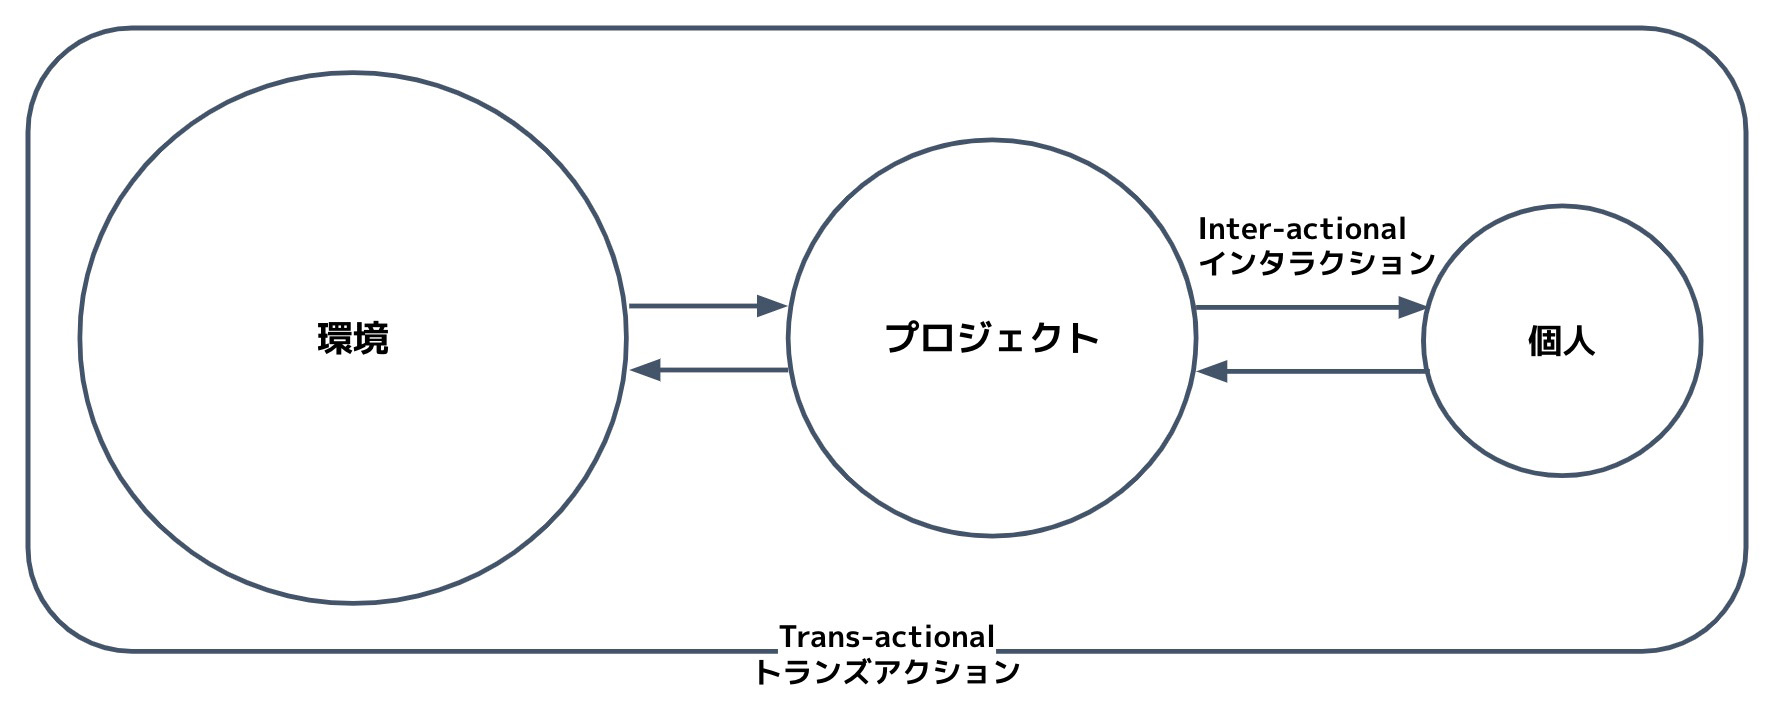 環境
プロジェクト
Inter-actional
インタラクション
個人
Trans-actional
トランズアクション